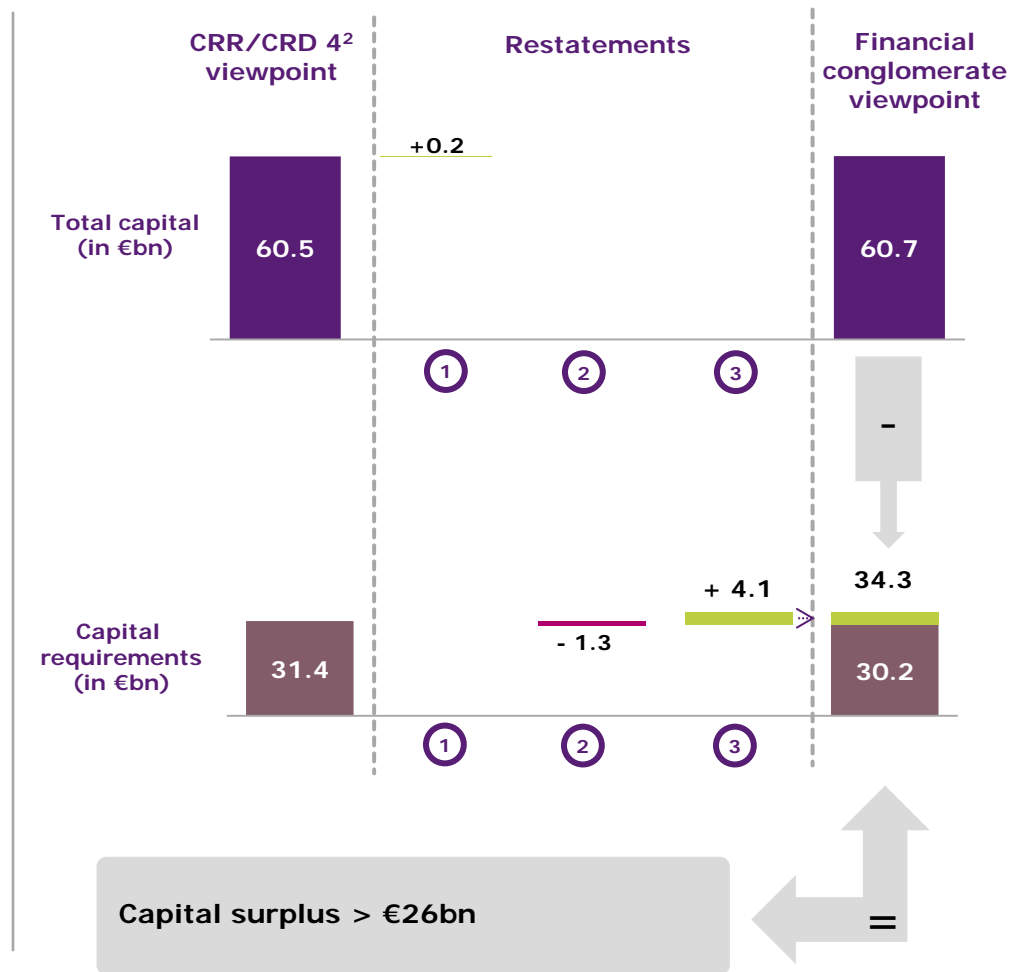 CRR/CRD 4²
viewpoint
Restatements
Financial
conglomerate
viewpoint
+0.2
Total capital
(in €bn)
60.5
60.7
1
2
3
-
+ 4.1
34.3
- 1.3
Capital
requirements
(in €bn)
31.4
30.2
1
2
3
Capital surplus > €26bn
=